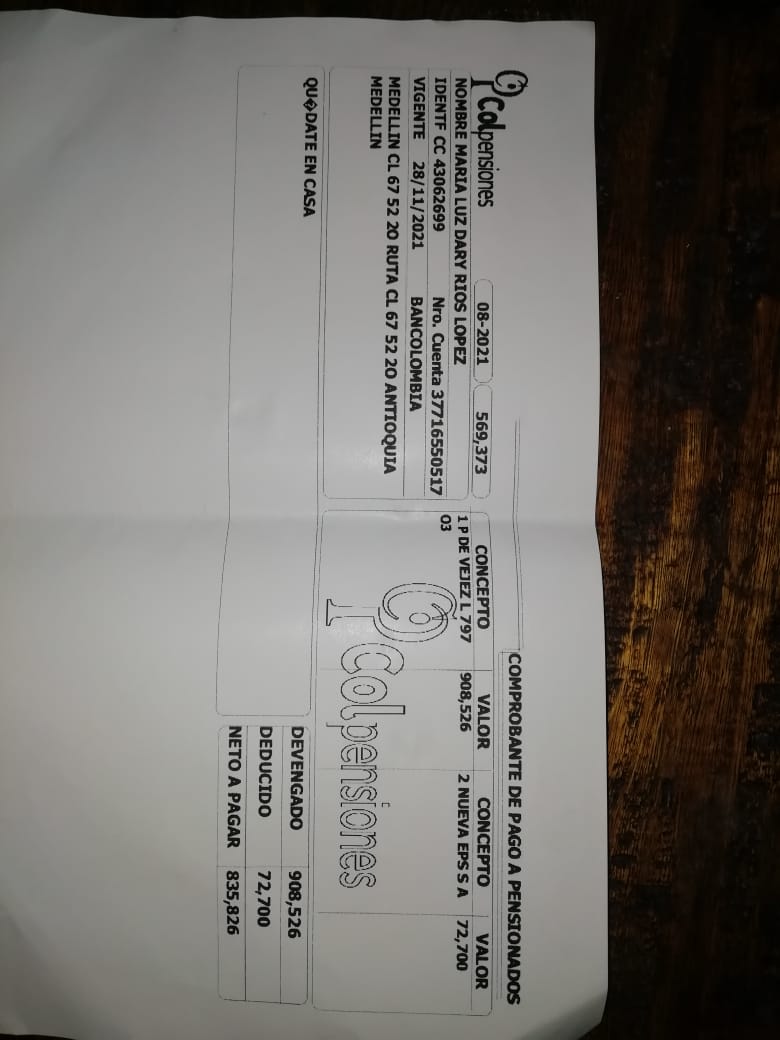 COMPROBANTE DE PAGO A PENSIONADOS
colpensiones 08-2021 569,373
NOMBRE MARIA LUZ DARY RIOS LOPEZ
IDENTF CC 43062699 Nro. Cuenta 37716550517
VIGENTE 28/11/2021 BANCOLOMBIA
MEDELLIN CL 67 52 20 RUTA CL 67 52 20 ANTIOQUIA
MEDELLIN
CONCEPTO VALOR CONCEPTO VALOR
1 P DE VEJEZ L 797 908,526 2 NUEVA EPS S A 72,700
03
colpensiones
QU�DATE EN CASA
DEVENGADO 908,526
DEDUCIDO 72,700
NETO A PAGAR 835,826